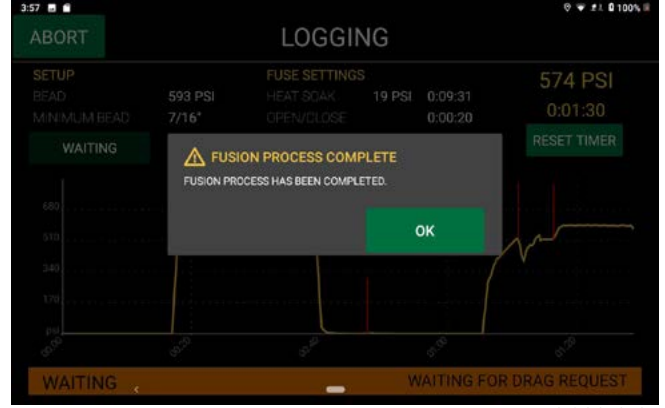 3:57 100%
ABORT LOGGING
SETUP FUSE SETTINGS 574 PSI
BEAD 593 PSI HEAT SOAK 19 PSI 0:09:31
MINIMUM BEAD 7/16" OPEN/CLOSE 0:00:20 0:01:30
WAITING RESET TIMER
FUSION PROCESS COMPLETE
FUSION PROCESS HAS BEEN COMPLETED.
OK
680
510
340
170
PSI
00:00 00:20 00:40 01:00 01:20
WAITING WAITING FOR DRAG REQUEST